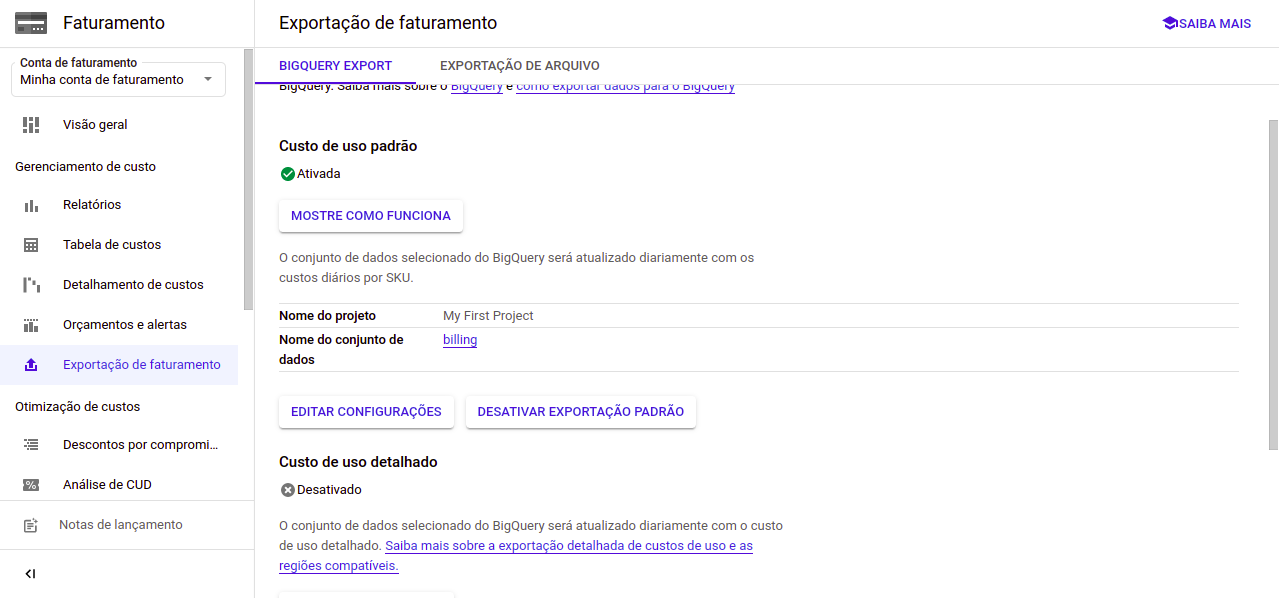 Faturamento
Exportação de faturamento
SAIBA MAIS
Conta de faturamento
Minha conta de faturamento
BIGQUERY EXPORT
EXPORTAÇÃO DE ARQUIVO
BigQuery. Saiba mais sobre o BigQuery e como exportar dados para o BigQuery
Visão geral
Gerenciamento de custo
Relatórios
Tabela de custos
Detalhamento de custos
Orçamentos e alertas
Exportação de faturamento
Otimização de custos
Descontos por compromi...
Análise de CUD
Notas de lançamento
Custo de uso padrão
Ativada
MOSTRE COMO FUNCIONA
O conjunto de dados selecionado do BigQuery será atualizado diariamente com os
custos diários por SKU.
Nome do projeto My First Project
Nome do conjunto de billing
dados
EDITAR CONFIGURAÇÕES DESATIVAR EXPORTAÇÃO PADRÃO
Custo de uso detalhado
Desativado
O conjunto de dados selecionado do BigQuery será atualizado diariamente com o custo
de uso detalhado. Saiba mais sobre a exportação detalhada de custos de uso e as
regiões compatíveis.